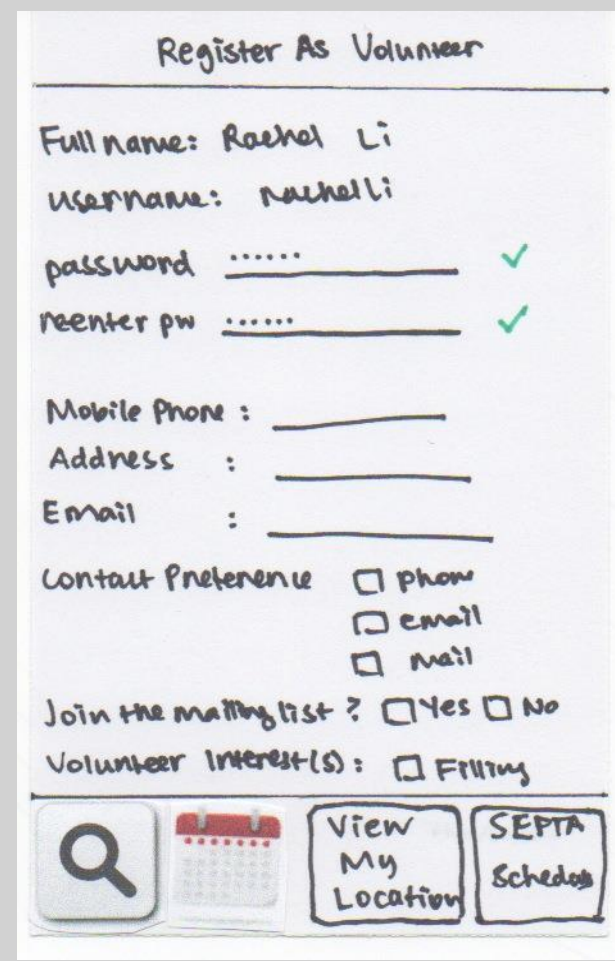 Register As Volunteer
Full name: Rachel Li
username: rachelli
password ......
reenter pw ......
Mobile Phone :
Address :
Email :
Contact Preference phone
email
mail
Join the mailing list? Yes No
Volunteer Interest(s): Filling
View
My
Location
SEPTA
Schedule